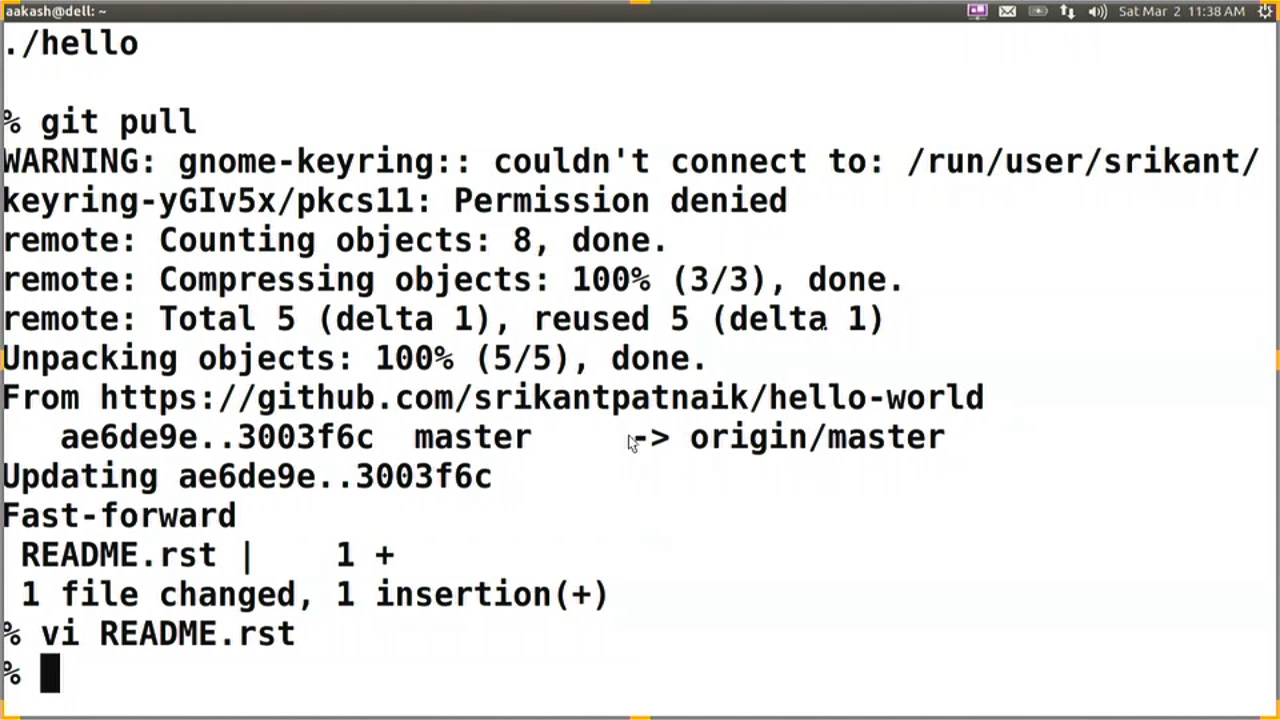 aakash@dell: ~
Sat Mar 2 11:38 AM
./hello
% git pull
WARNING: gnome-keyring:: couldn't connect to: /run/user/srikant/
keyring-yGIv5x/pkcs11: Permission denied
remote: Counting objects: 8, done.
remote: Compressing objects: 100% (3/3), done.
remote: Total 5 (delta 1), reused 5 (delta 1)
Unpacking objects: 100% (5/5), done.
From https://github.com/srikantpatnaik/hello-world
   ae6de9e..3003f6c  master      -> origin/master
Updating ae6de9e..3003f6c
Fast-forward
 README.rst |    1 +
 1 file changed, 1 insertion(+)
% vi README.rst
%